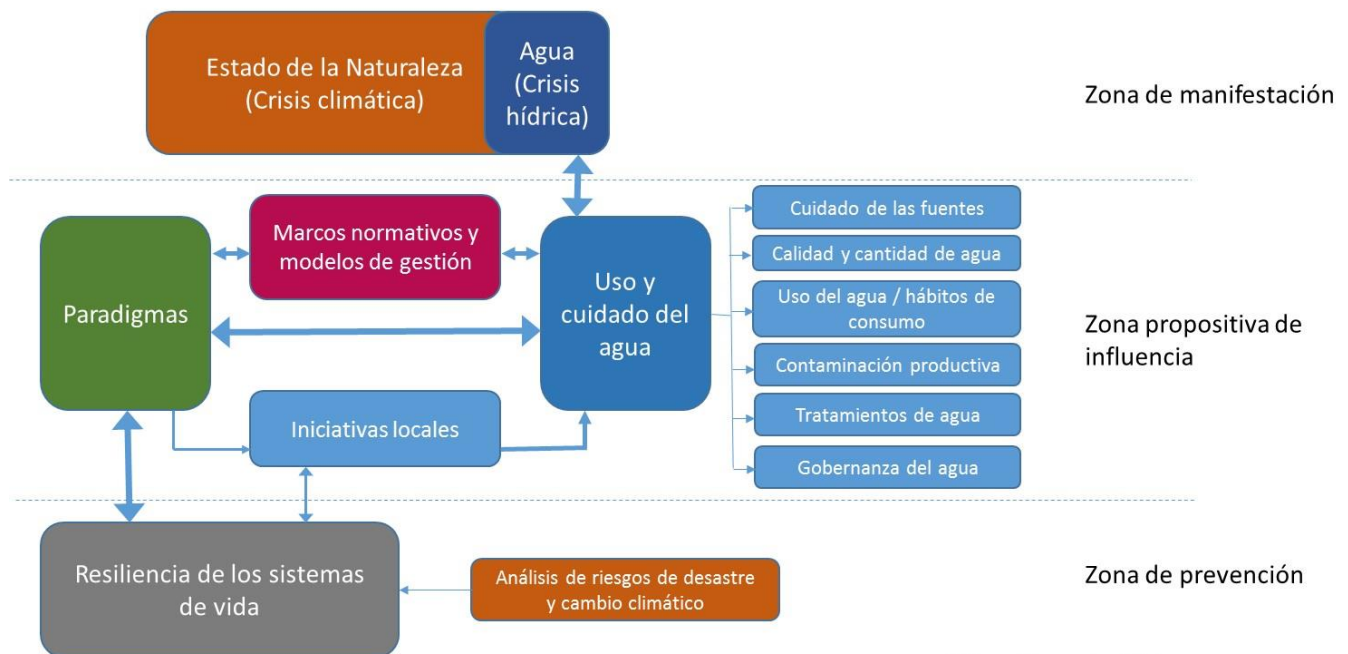 Estado de la Naturaleza
(Crisis climática)
Agua
(Crisis
hídrica)
Zona de manifestación
Paradigmas
Marcos normativos y
modelos de gestión
Iniciativas locales
Uso y
cuidado del
agua
Cuidado de las fuentes
Calidad y cantidad de agua
Uso del agua / hábitos de
consumo
Contaminación productiva
Tratamientos de agua
Gobernanza del agua
Zona propositiva de
influencia
Resiliencia de los sistemas
de vida
Análisis de riesgos de desastre
y cambio climático
Zona de prevención